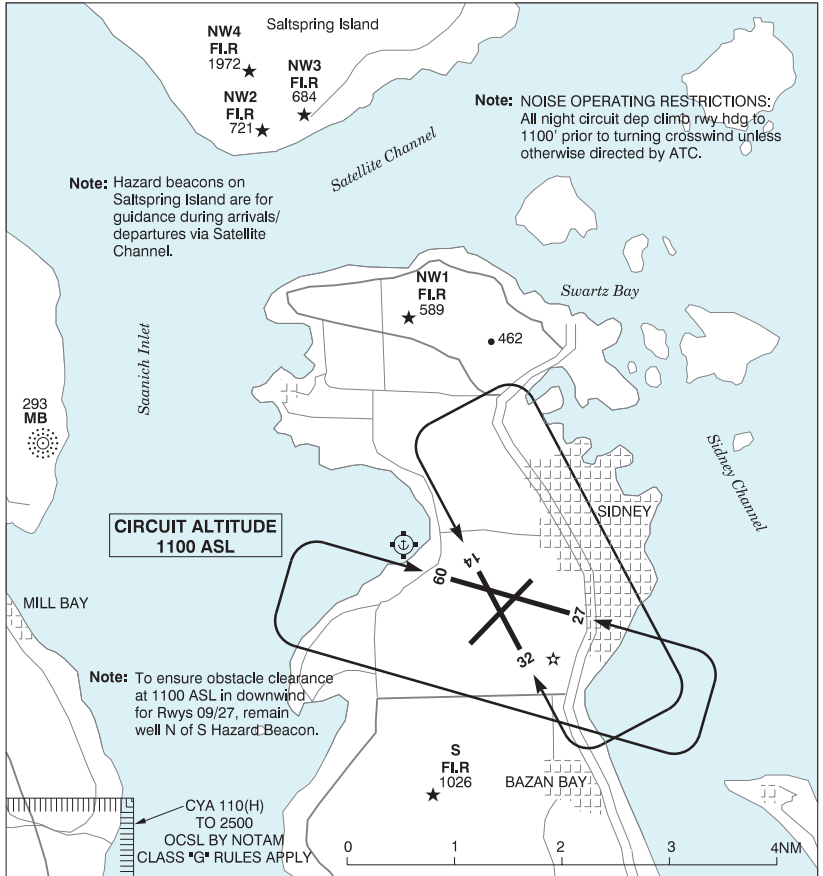 Saltspring Island
NW4
Fl.R
1972
NW3
Fl.R
684
NW2
Fl.R
721
Note: NOISE OPERATING RESTRICTIONS:
All night circuit dep climb rwy hdg to
1100' prior to turning crosswind unless
otherwise directed by ATC.
Satellite Channel
Note: Hazard beacons on
Saltspring Island are for
guidance during arrivals/
departures via Satellite
Channel.
NW1
Fl.R
589
462
Swartz Bay
Saanich Inlet
293
MB
Sidney Channel
SIDNEY
CIRCUIT ALTITUDE
1100 ASL
14
09
27
32
MILL BAY
Note: To ensure obstacle clearance
at 1100 ASL in downwind
for Rwys 09/27, remain
well N of S Hazard Beacon.
S
Fl.R
1026
BAZAN BAY
CYA 110(H)
TO 2500
OCSL BY NOTAM
CLASS "G" RULES APPLY
0 1 2 3 4NM